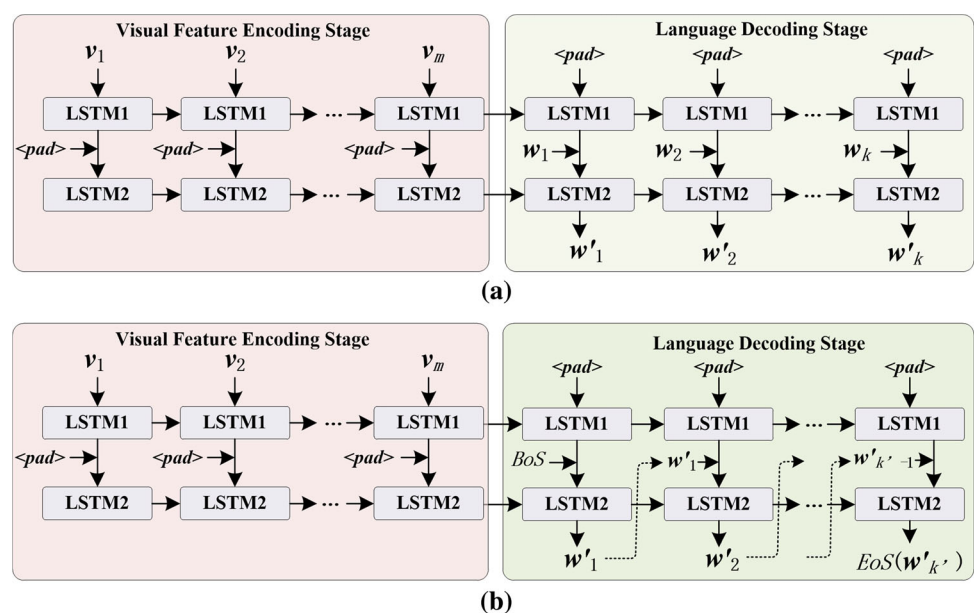 Visual Feature Encoding Stage
Language Decoding Stage
v1 v2 vm <pad> <pad> <pad>
LSTM1 LSTM1 ... LSTM1 LSTM1 LSTM1 ... LSTM1
<pad> <pad> <pad> w1 w2 wk
LSTM2 LSTM2 ... LSTM2 LSTM2 LSTM2 ... LSTM2
w'1 w'2 w'k
(a)
Visual Feature Encoding Stage
Language Decoding Stage
v1 v2 vm <pad> <pad> <pad>
LSTM1 LSTM1 ... LSTM1 LSTM1 LSTM1 ... LSTM1
<pad> <pad> <pad> BoS w'1 w'k'-1
LSTM2 LSTM2 ... LSTM2 LSTM2 LSTM2 ... LSTM2
w'1 w'2 ... EoS(w'k')
(b)